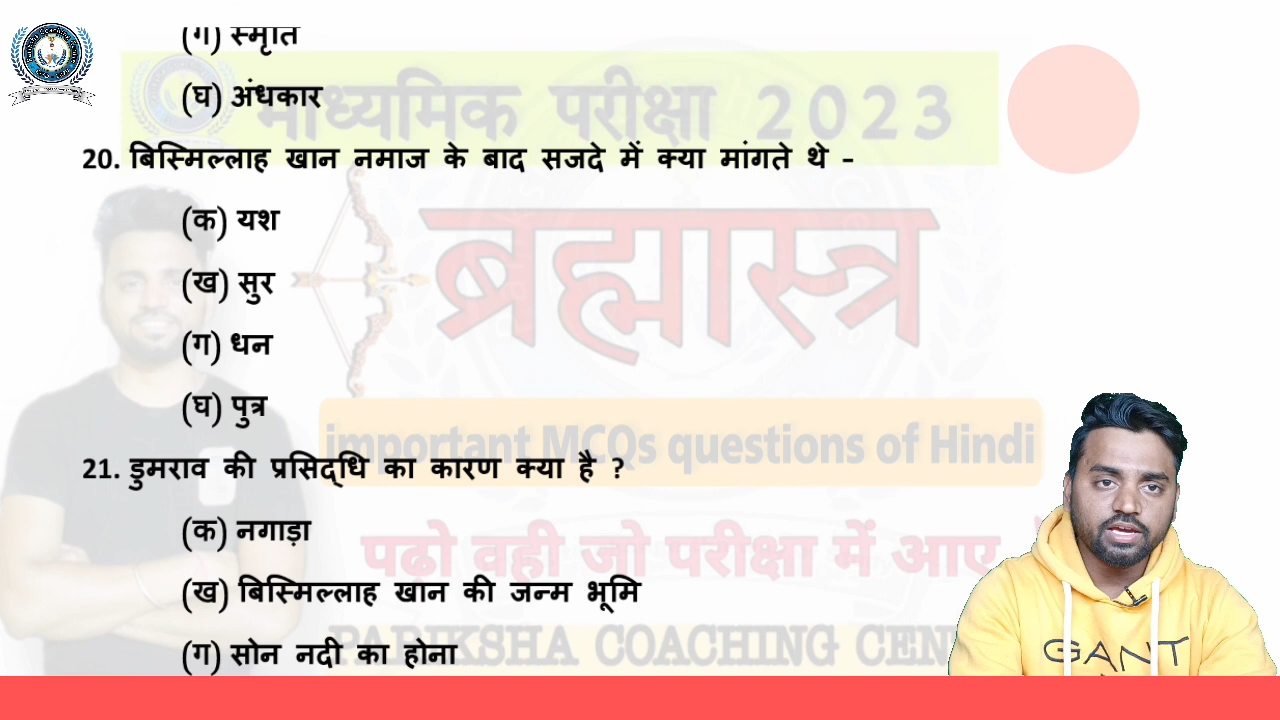 (ग) स्मृति
(घ) अंधकार
माध्यमिक परीक्षा 2023
20. बिस्मिल्लाह खान नमाज के बाद सजदे में क्या मांगते थे –
(क) यश
ब्रह्मास्त्र
(ख) सुर
(ग) धन
(घ) पुत्र
important MCQs questions of Hindi
21. डुमराव की प्रसिद्धि का कारण क्या है ?
(क) नगाड़ा
पढ़ो वही जो परीक्षा में आए
(ख) बिस्मिल्लाह खान की जन्म भूमि
(ग) सोन नदी का होना
PARIKSHA COACHING CEN
GANT